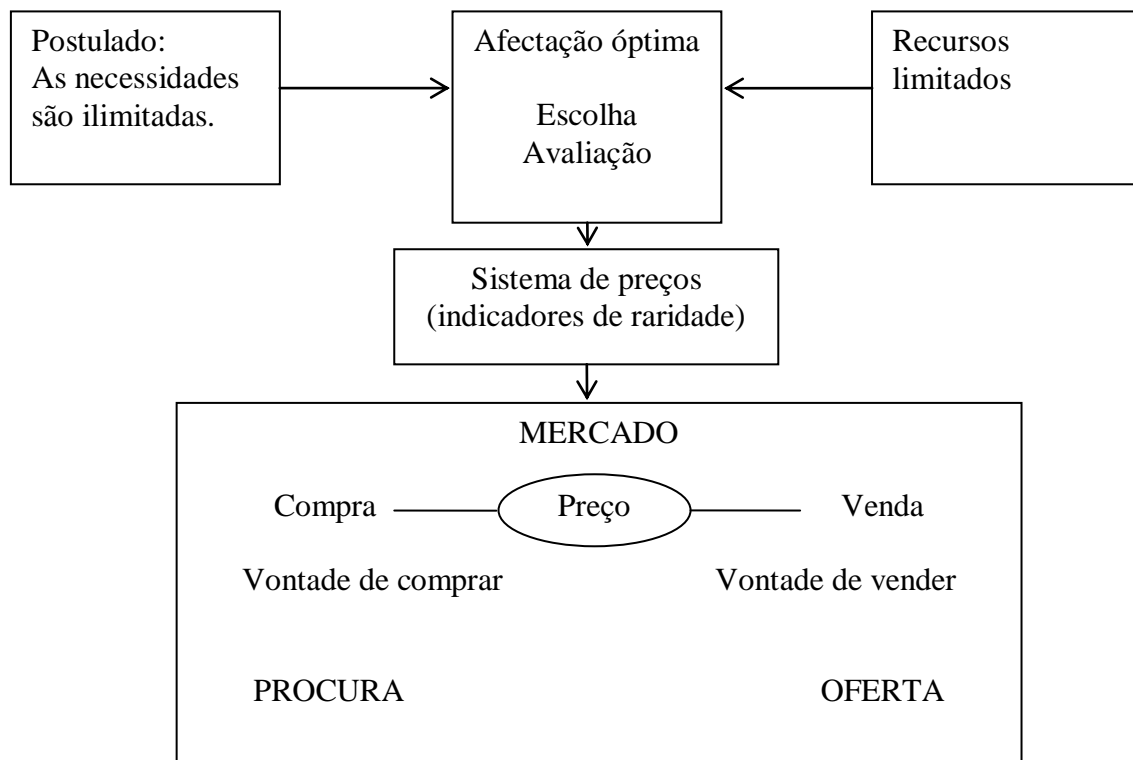 Postulado:
As necessidades
são ilimitadas.
Afectação óptima
Escolha
Avaliação
Recursos
limitados
Sistema de preços
(indicadores de raridade)
MERCADO
Compra
Preço
Venda
Vontade de comprar
Vontade de vender
PROCURA
OFERTA